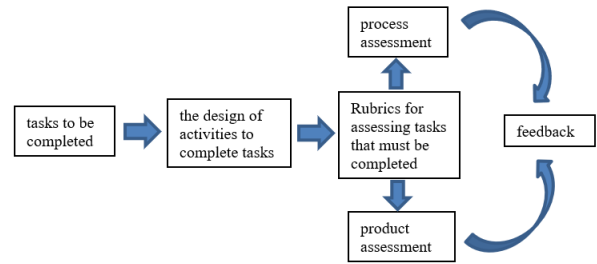 process
assessment
tasks to be
completed
the design of
activities to
complete tasks
Rubrics for
assessing tasks
that must be
completed
feedback
product
assessment